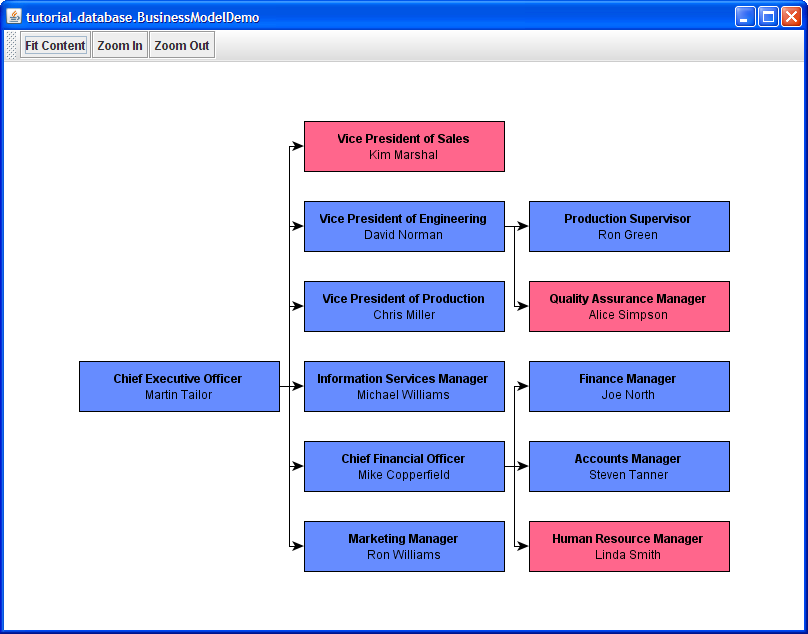 tutorial.database.BusinessModelDemo
Fit Content
Zoom In
Zoom Out
Vice President of Sales
Kim Marshal
Vice President of Engineering
David Norman
Production Supervisor
Ron Green
Vice President of Production
Chris Miller
Quality Assurance Manager
Alice Simpson
Chief Executive Officer
Martin Tailor
Information Services Manager
Michael Williams
Finance Manager
Joe North
Chief Financial Officer
Mike Copperfield
Accounts Manager
Steven Tanner
Marketing Manager
Ron Williams
Human Resource Manager
Linda Smith